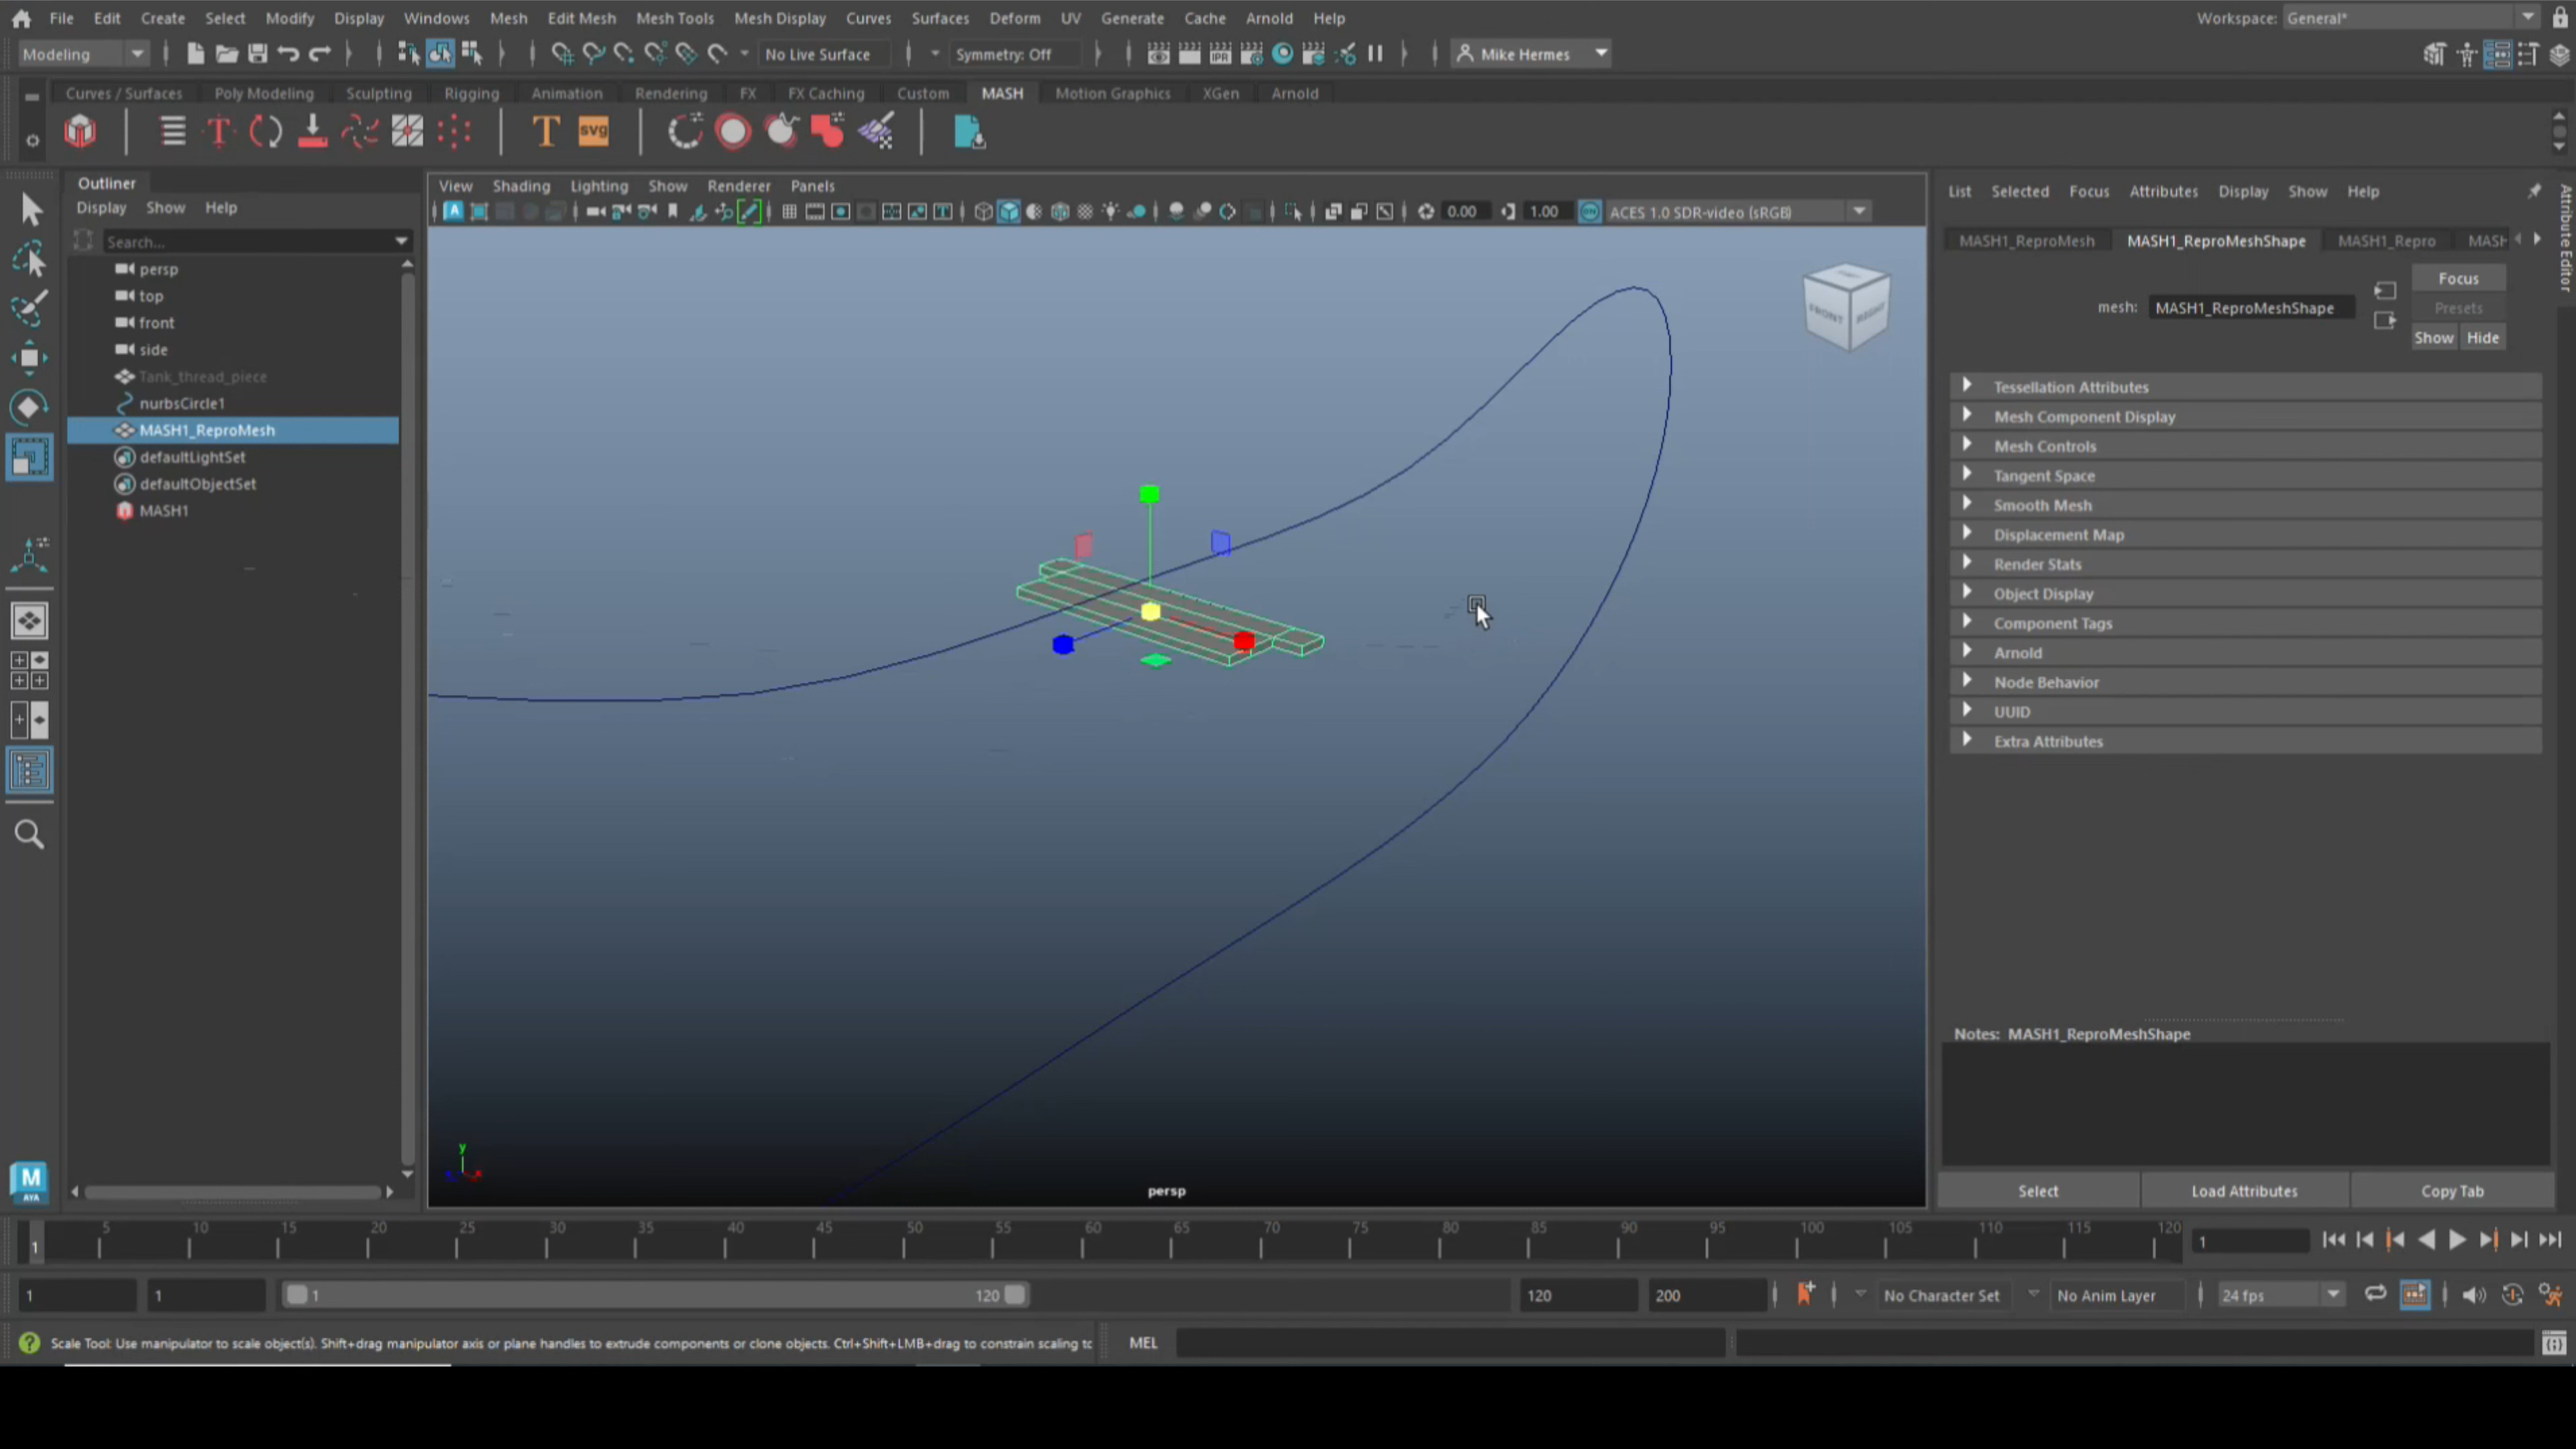 File Edit Create Select Modify Display Windows Mesh Edit Mesh Mesh Tools Mesh Display Curves Surfaces Deform UV Generate Cache Arnold Help Workspace: General*
Modeling No Live Surface Symmetry: Off IPR Mike Hermes
Curves / Surfaces Poly Modeling Sculpting Rigging Animation Rendering FX FX Caching Custom MASH Motion Graphics XGen Arnold
T T svg
Outliner
Display Show Help
Search...
persp
top
front
side
Tank_thread_piece
nurbsCircle1
MASH1_ReproMesh
defaultLightSet
defaultObjectSet
MASH1
View Shading Lighting Show Renderer Panels
0.00 1.00 ACES 1.0 SDR-video (sRGB)
FRONT RIGHT
y
persp
List Selected Focus Attributes Display Show Help
MASH1_ReproMesh MASH1_ReproMeshShape MASH1_Repro MASH
Attribute Editor
Focus
mesh: MASH1_ReproMeshShape Presets
Show Hide
Tessellation Attributes
Mesh Component Display
Mesh Controls
Tangent Space
Smooth Mesh
Displacement Map
Render Stats
Object Display
Component Tags
Arnold
Node Behavior
UUID
Extra Attributes
Notes: MASH1_ReproMeshShape
Select Load Attributes Copy Tab
M
AYA
5 10 15 20 25 30 35 40 45 50 55 60 65 70 75 80 85 90 95 100 105 110 115 120
1 1
1 1 1 120 120 200 No Character Set No Anim Layer 24 fps
Scale Tool: Use manipulator to scale object(s). Shift+drag manipulator axis or plane handles to extrude components or clone objects. Ctrl+Shift+LMB+drag to constrain scaling tc MEL